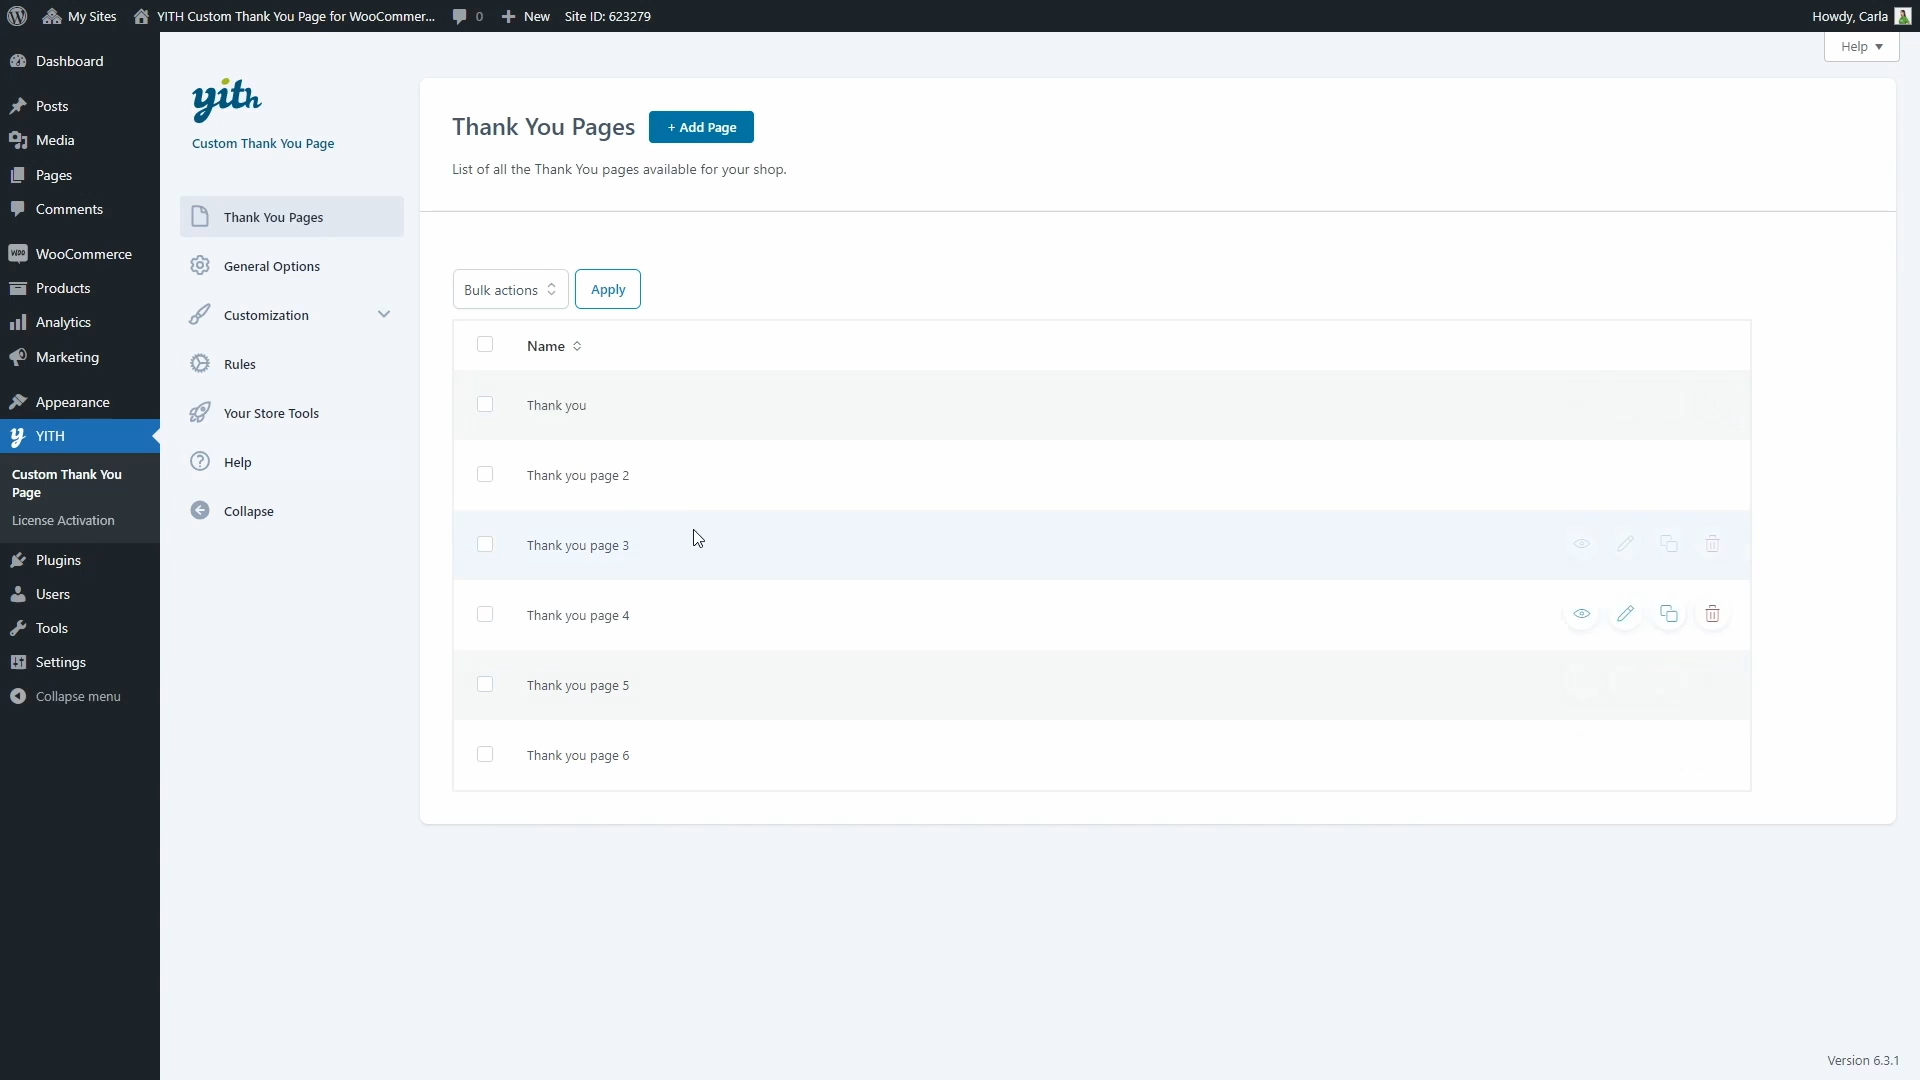 My Sites
YITH Custom Thank You Page for WooCommer...
0
New
Site ID: 623279
Howdy, Carla
Help
Dashboard
Posts
Media
Pages
Comments
WooCommerce
Products
Analytics
Marketing
Appearance
YITH
Custom Thank You
Page
License Activation
Plugins
Users
Tools
Settings
Collapse menu
yith
Custom Thank You Page
Thank You Pages
General Options
Customization
Rules
Your Store Tools
Help
Collapse
Thank You Pages
+ Add Page
List of all the Thank You pages available for your shop.
Bulk actions
Apply
Name
Thank you
Thank you page 2
Thank you page 3
Thank you page 4
Thank you page 5
Thank you page 6
Version 6.3.1